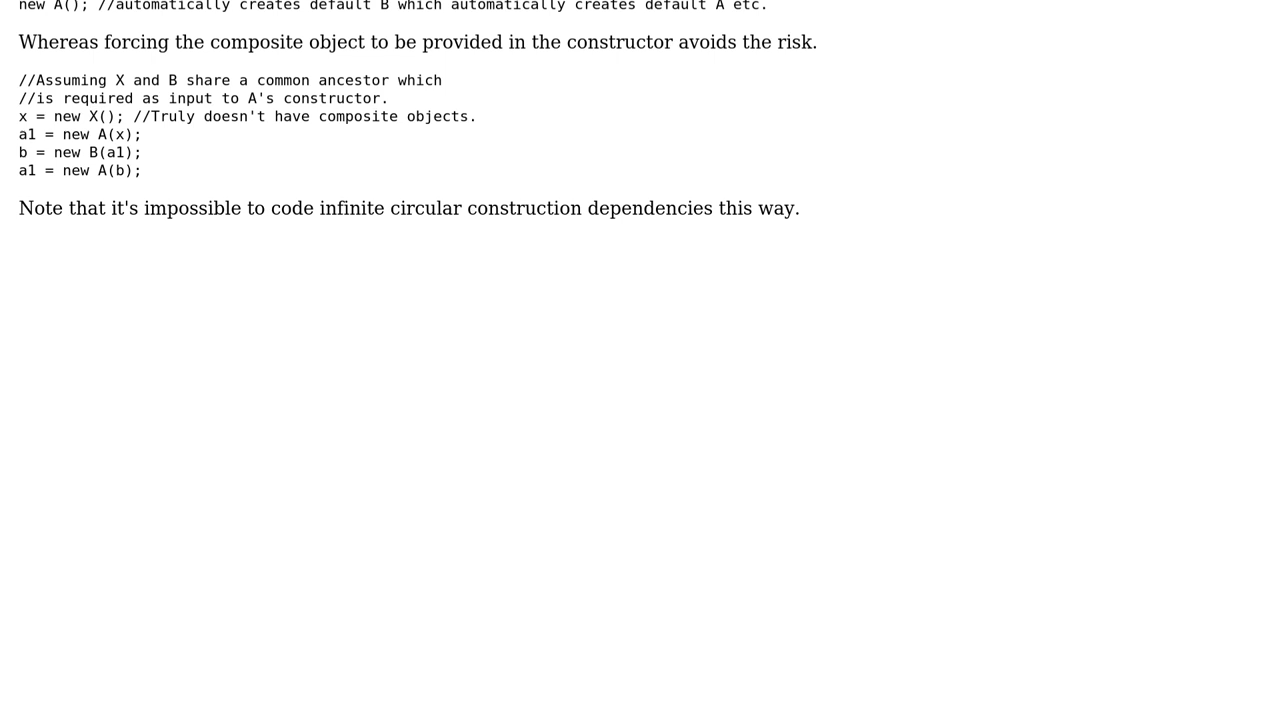 new A(); //automatically creates default B which automatically creates default A etc.
Whereas forcing the composite object to be provided in the constructor avoids the risk.
//Assuming X and B share a common ancestor which
//is required as input to A's constructor.
x = new X(); //Truly doesn't have composite objects.
a1 = new A(x);
b = new B(a1);
a1 = new A(b);
Note that it's impossible to code infinite circular construction dependencies this way.